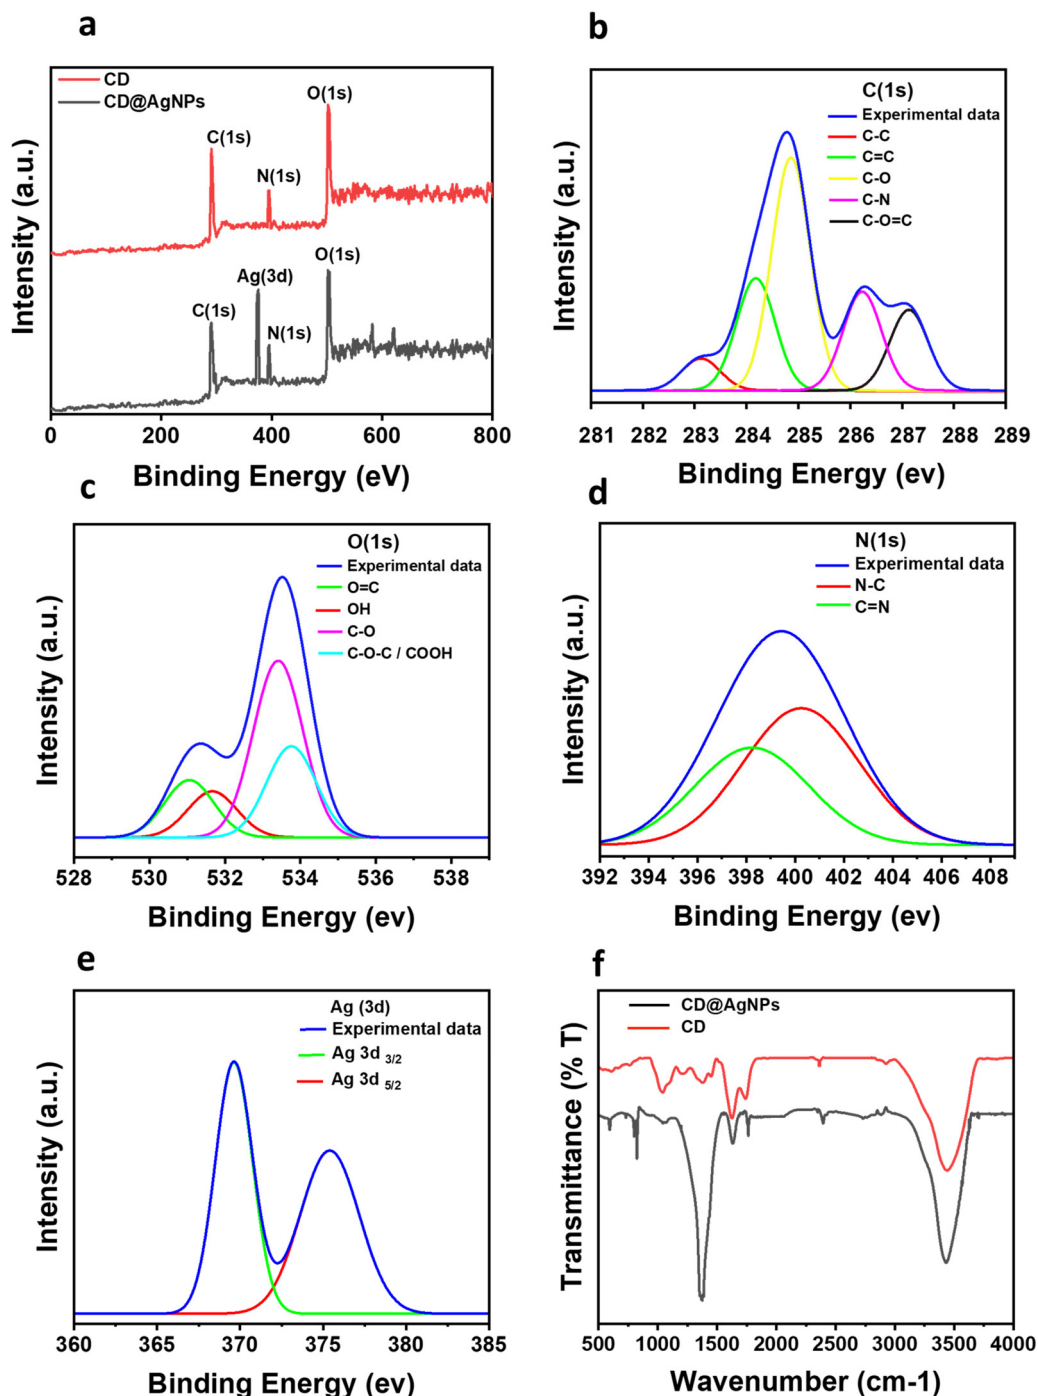 a
CD
CD@AgNPs
O(1s)
C(1s)
N(1s)
O(1s)
Ag(3d)
C(1s)
N(1s)
Intensity (a.u.)
0 200 400 600 800
Binding Energy (eV)
b
C(1s)
Experimental data
C-C
C=C
C-O
C-N
C-O=C
Intensity (a.u.)
281 282 283 284 285 286 287 288 289
Binding Energy (ev)
c
O(1s)
Experimental data
O=C
OH
C-O
C-O-C / COOH
Intensity (a.u.)
528 530 532 534 536 538
Binding Energy (ev)
d
N(1s)
Experimental data
N-C
C=N
Intensity (a.u.)
392 394 396 398 400 402 404 406 408
Binding Energy (ev)
e
Ag (3d)
Experimental data
Ag 3d 3/2
Ag 3d 5/2
Intensity (a.u.)
360 365 370 375 380 385
Binding Energy (ev)
f
CD@AgNPs
CD
Transmittance (% T)
500 1000 1500 2000 2500 3000 3500 4000
Wavenumber (cm-1)